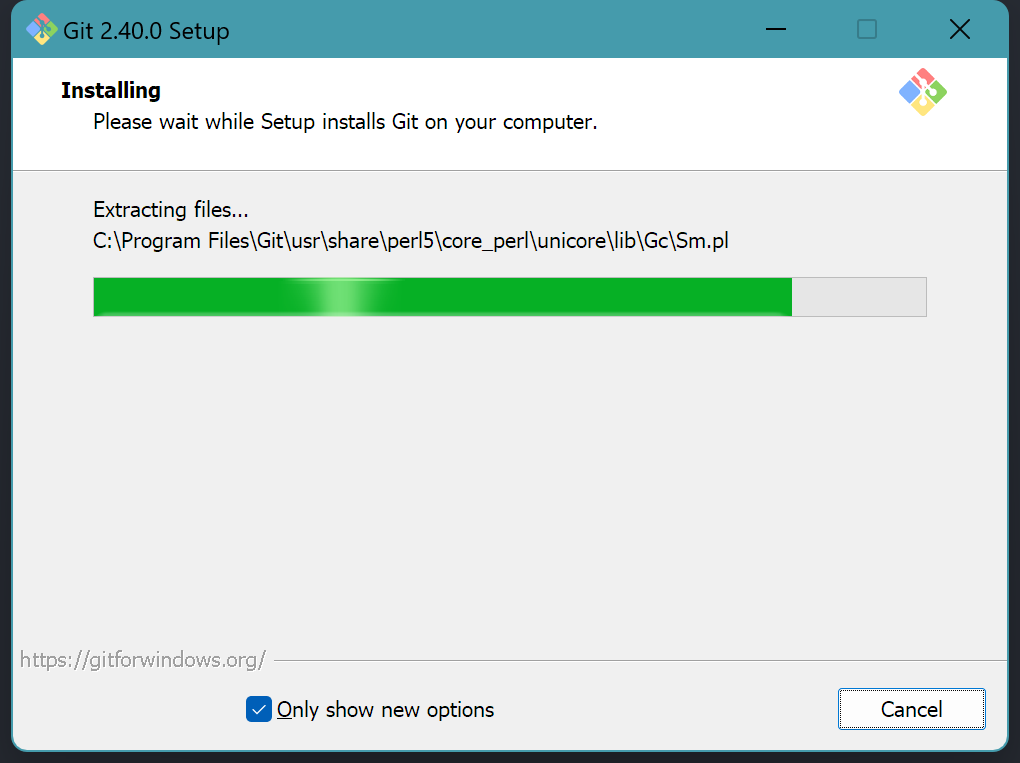 Git 2.40.0 Setup
Installing
Please wait while Setup installs Git on your computer.
Extracting files...
C:\Program Files\Git\usr\share\perl5\core_perl\unicore\lib\Gc\Sm.pl
https://gitforwindows.org/
Only show new options
Cancel